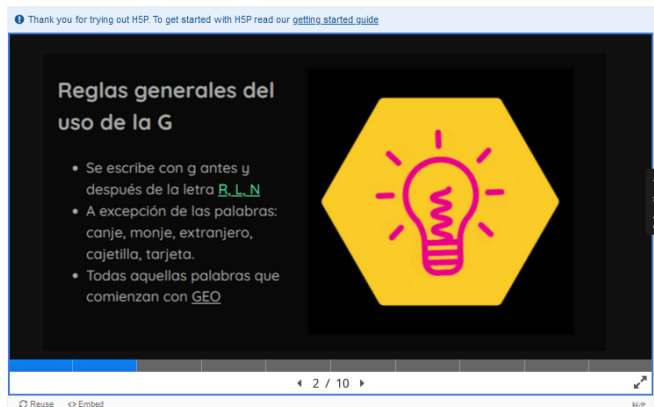 Thank you for trying out H5P. To get started with H5P read our getting started guide
Reglas generales del
uso de la G
• Se escribe con g antes y
después de la letra R, L, N
• A excepción de las palabras:
canje, monje, extranjero,
cajetilla, tarjeta.
• Todas aquellas palabras que
comienzan con GEO
2 / 10
Reuse <> Embed
H5P